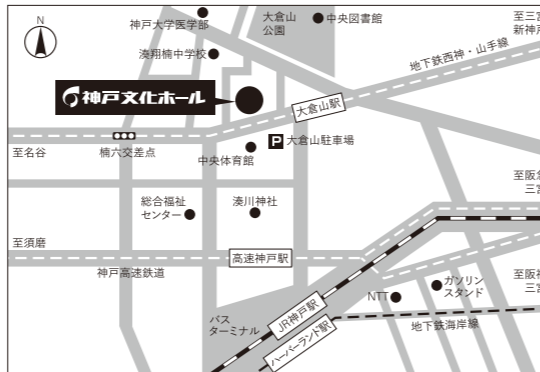 N
神戸大学医学部
湊翔楠中学校
大倉山
公園
中央図書館
至三宮
新神戸
地下鉄西神・山手線
神戸文化ホール
大倉山駅
P 大倉山駐車場
至名谷
楠六交差点
中央体育館
至阪急
三宮
総合福祉
センター
湊川神社
至須磨
高速神戸駅
神戸高速鉄道
至阪神
三宮
ガソリン
スタンド
NTT
バス
ターミナル
JR神戸駅
ハーバーランド駅
地下鉄海岸線